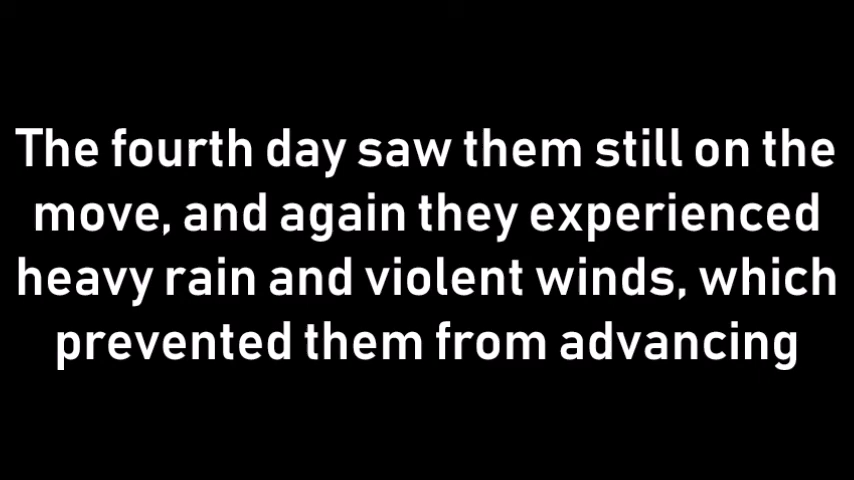 The fourth day saw them still on the
move, and again they experienced
heavy rain and violent winds, which
prevented them from advancing